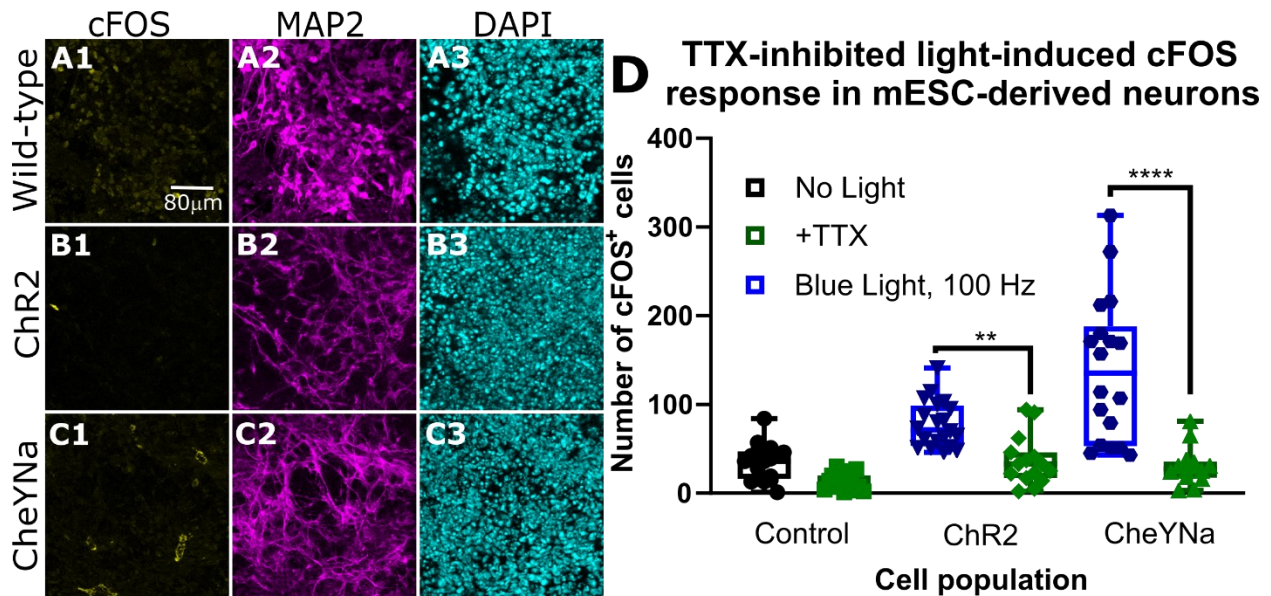 cFOS MAP2 DAPI
Wild-type
A1 A2 A3
80μm
ChR2
B1 B2 B3
CheYNa
C1 C2 C3
D
TTX-inhibited light-induced cFOS
response in mESC-derived neurons
Number of cFOS⁺ cells
400
300
200
100
0
No Light
+TTX
Blue Light, 100 Hz
**
****
Control ChR2 CheYNa
Cell population